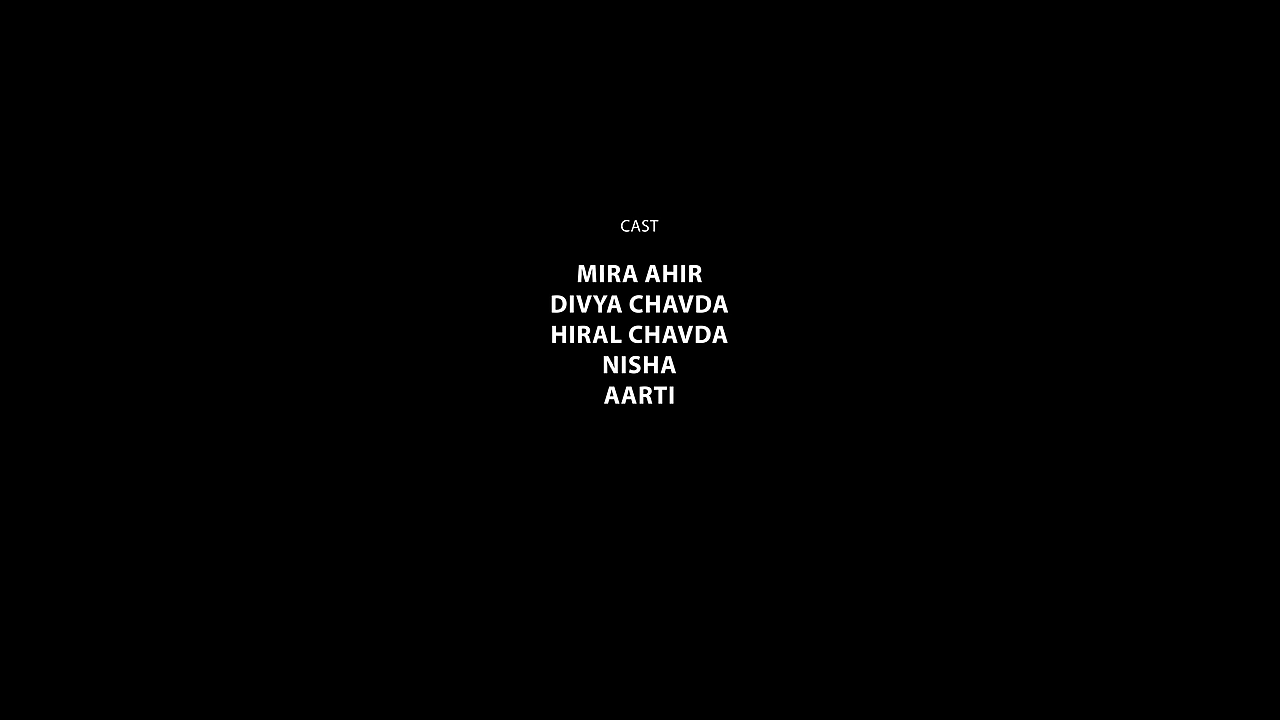 CAST
MIRA AHIR
DIVYA CHAVDA
HIRAL CHAVDA
NISHA
AARTI